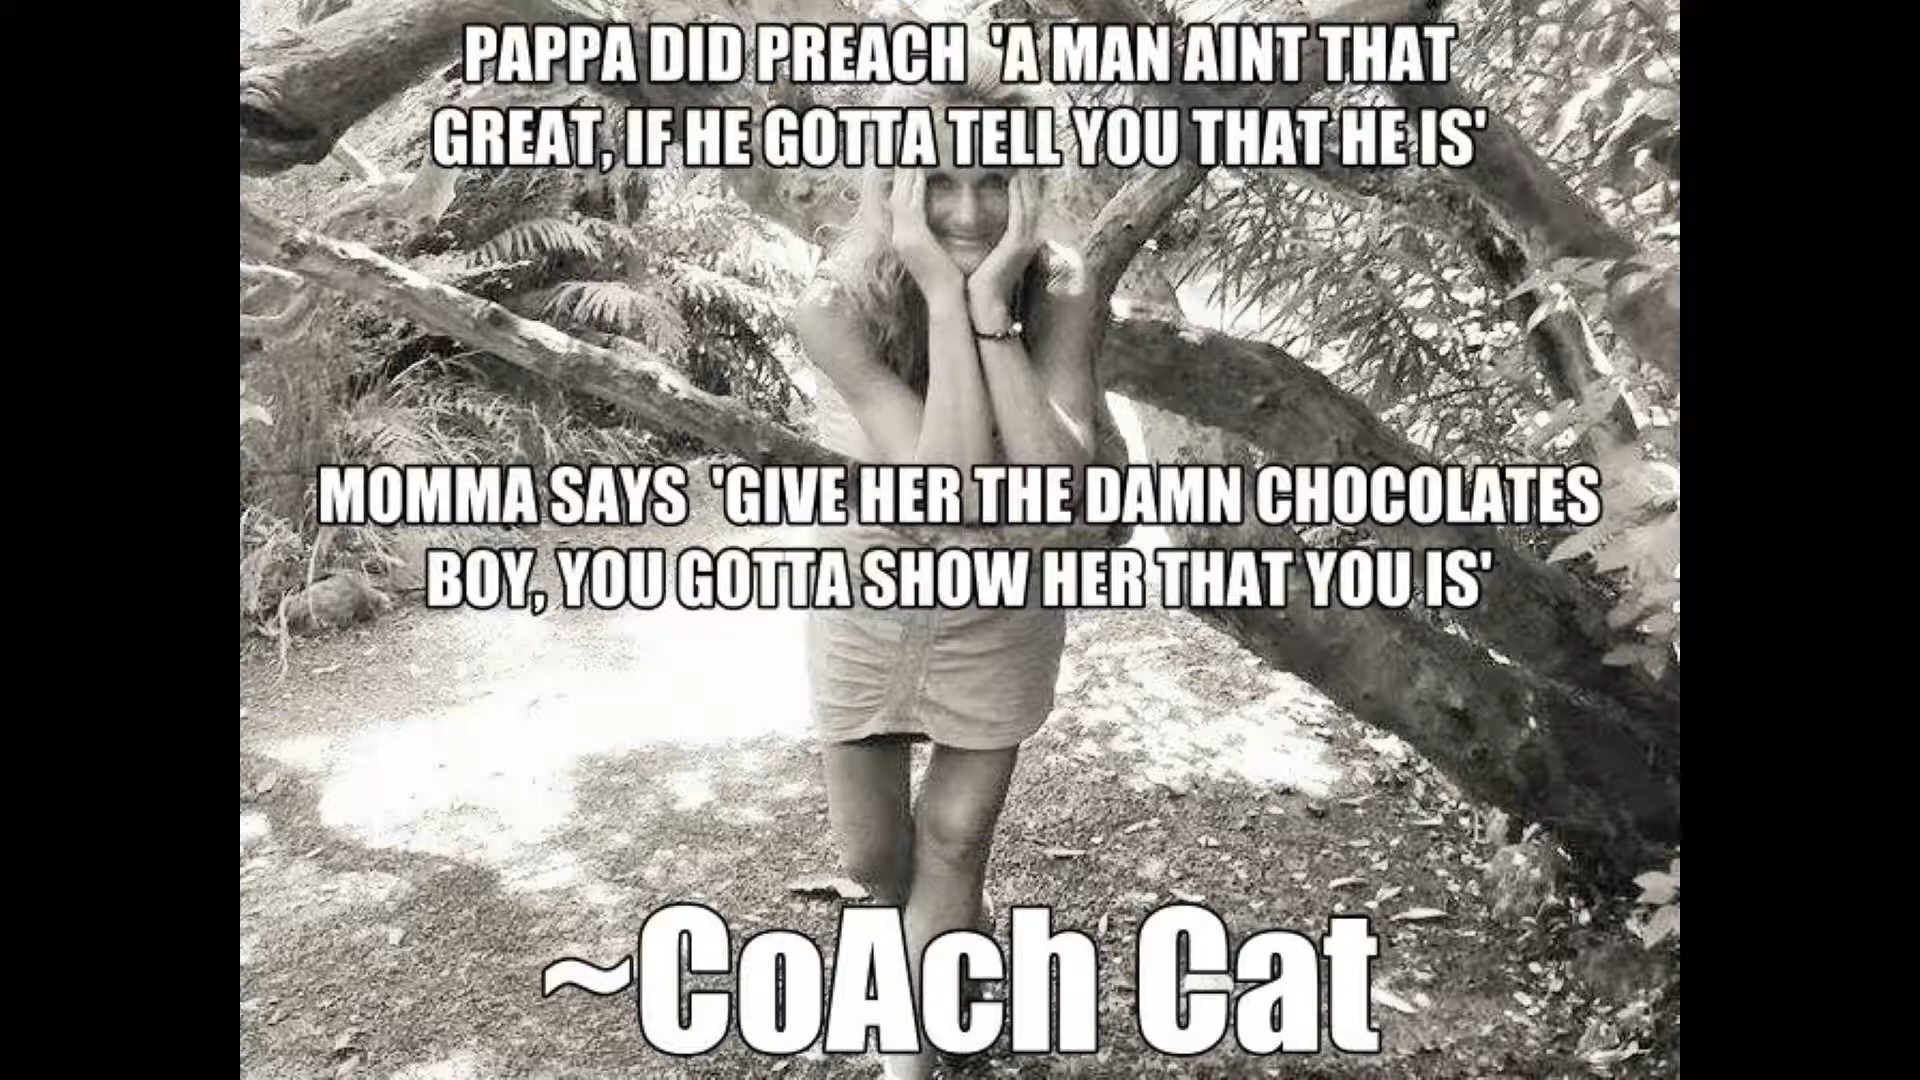 PAPPA DID PREACH 'A MAN AINT THAT
GREAT, IF HE GOTTA TELL YOU THAT HE IS'
MOMMA SAYS 'GIVE HER THE DAMN CHOCOLATES
BOY, YOU GOTTA SHOW HER THAT YOU IS'
~CoAch Cat